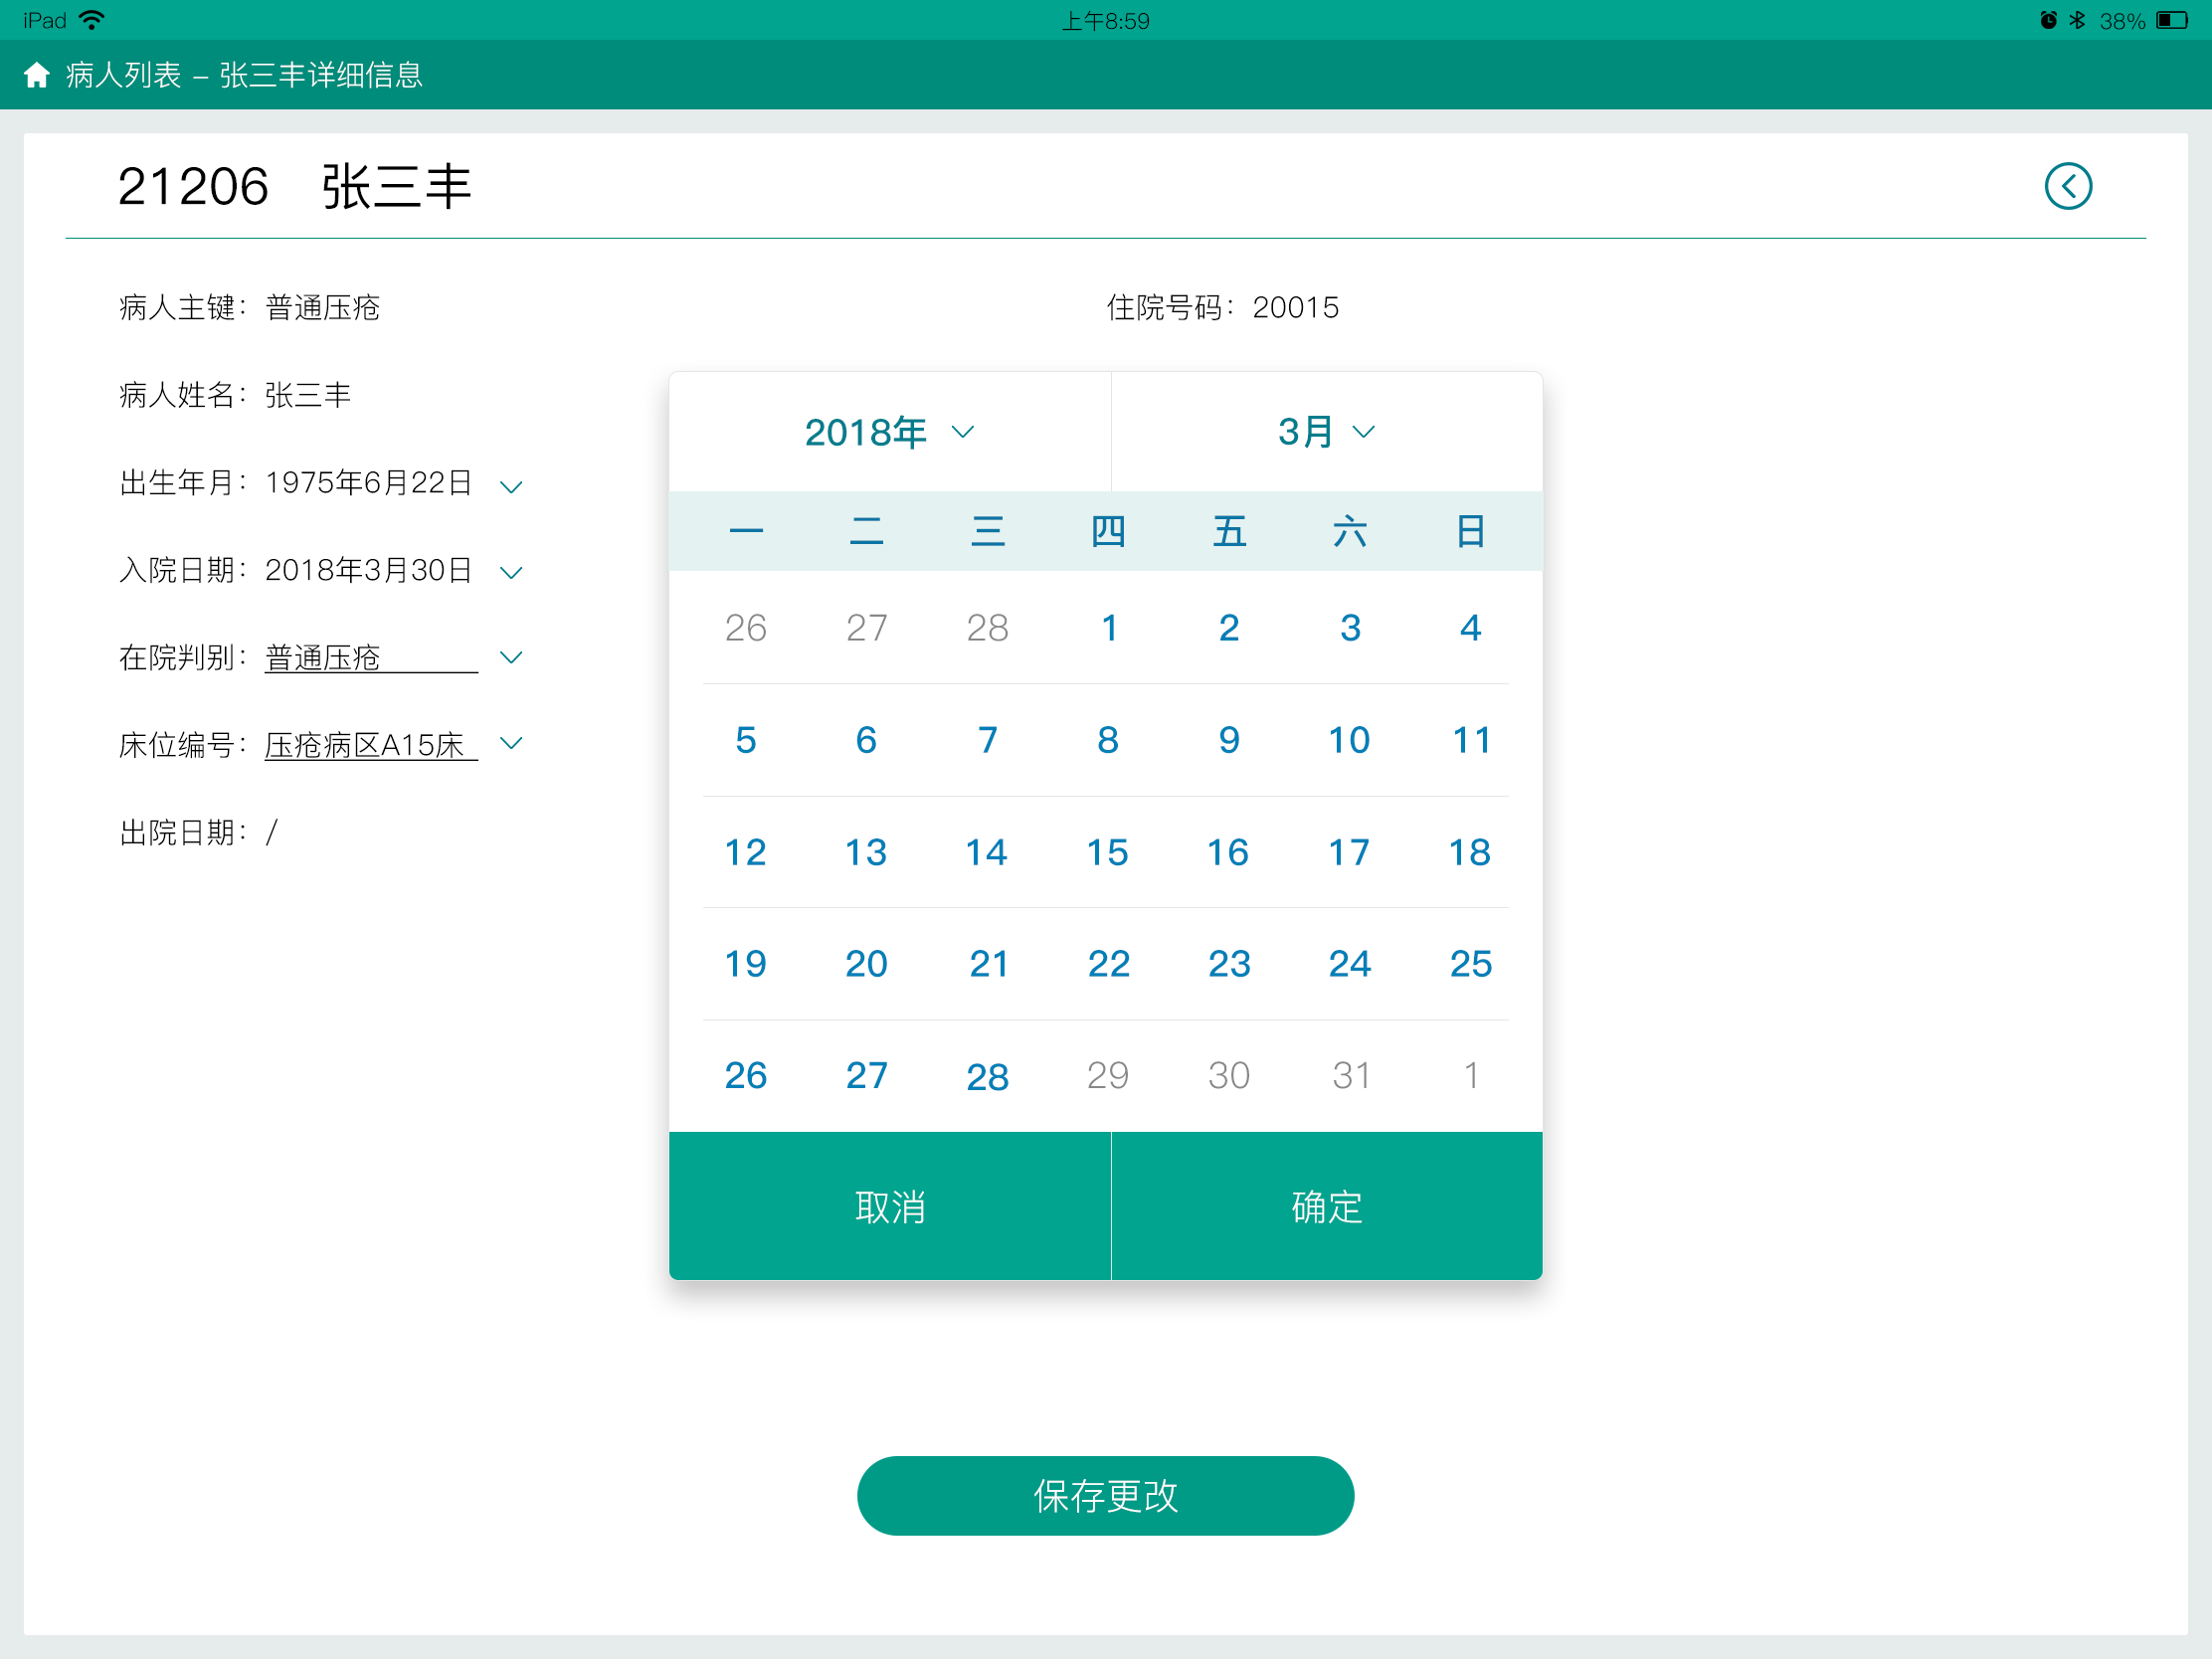 iPad 上午8:59 38%
病人列表 – 张三丰详细信息
21206 张三丰
病人主键：普通压疮 住院号码：20015
病人姓名：张三丰
出生年月：1975年6月22日
入院日期：2018年3月30日
在院判别：普通压疮
床位编号：压疮病区A15床
出院日期：/
2018年 3月
一 二 三 四 五 六 日
26 27 28 1 2 3 4
5 6 7 8 9 10 11
12 13 14 15 16 17 18
19 20 21 22 23 24 25
26 27 28 29 30 31 1
取消 确定
保存更改